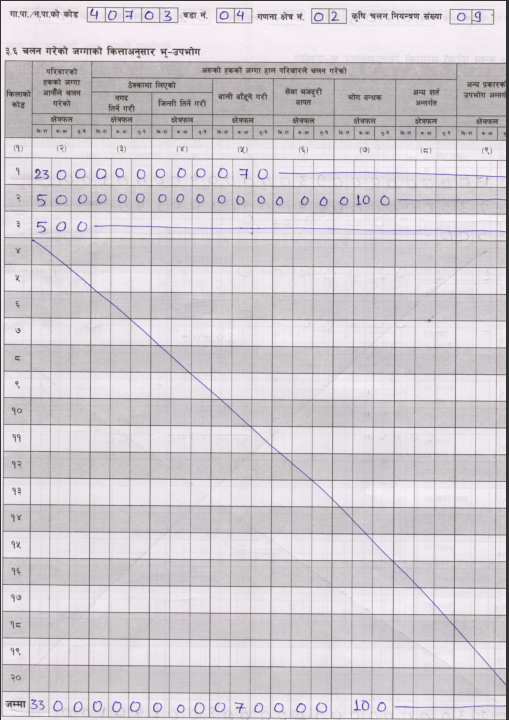 गा.पा./न.पा.को कोड 4 0 7 0 3 वडा नं. 0 4 गणना क्षेत्र नं. 0 2 कृषि चलन नियन्त्रण संख्या 0 9
३.६ चलन गरेको जग्गाको कित्ताअनुसार भू-उपभोग
कित्ताको कोड परिवारको हकको जग्गा आफैंले चलन गरेको अरूको हकको जग्गा हाल परिवारले चलन गरेको अन्य प्रकारको उपभोग अन्तर्ग
ठेक्कामा लिएको बाली बाँड्ने गरी सेवा मजदुरी बापत भोग बन्धक अन्य शर्त अन्तर्गत
नगद तिर्ने गरी जिन्सी तिर्ने गरी
क्षेत्रफल क्षेत्रफल क्षेत्रफल क्षेत्रफल क्षेत्रफल क्षेत्रफल क्षेत्रफल क्षेत्रफल
(१) (२) (३) (४) (५) (६) (७) (८) (९)
१ 23 0 0 0 0 0 0 0 0 0 7 0
२ 5 0 0 0 0 0 0 0 0 0 0 0 0 0 0 0 10 0
३ 5 0 0
४
५
६
७
८
९
१०
११
१२
१३
१४
१५
१६
१७
१८
१९
२०
जम्मा 33 0 0 0 0 0 0 0 0 0 7 0 0 0 0 10 0